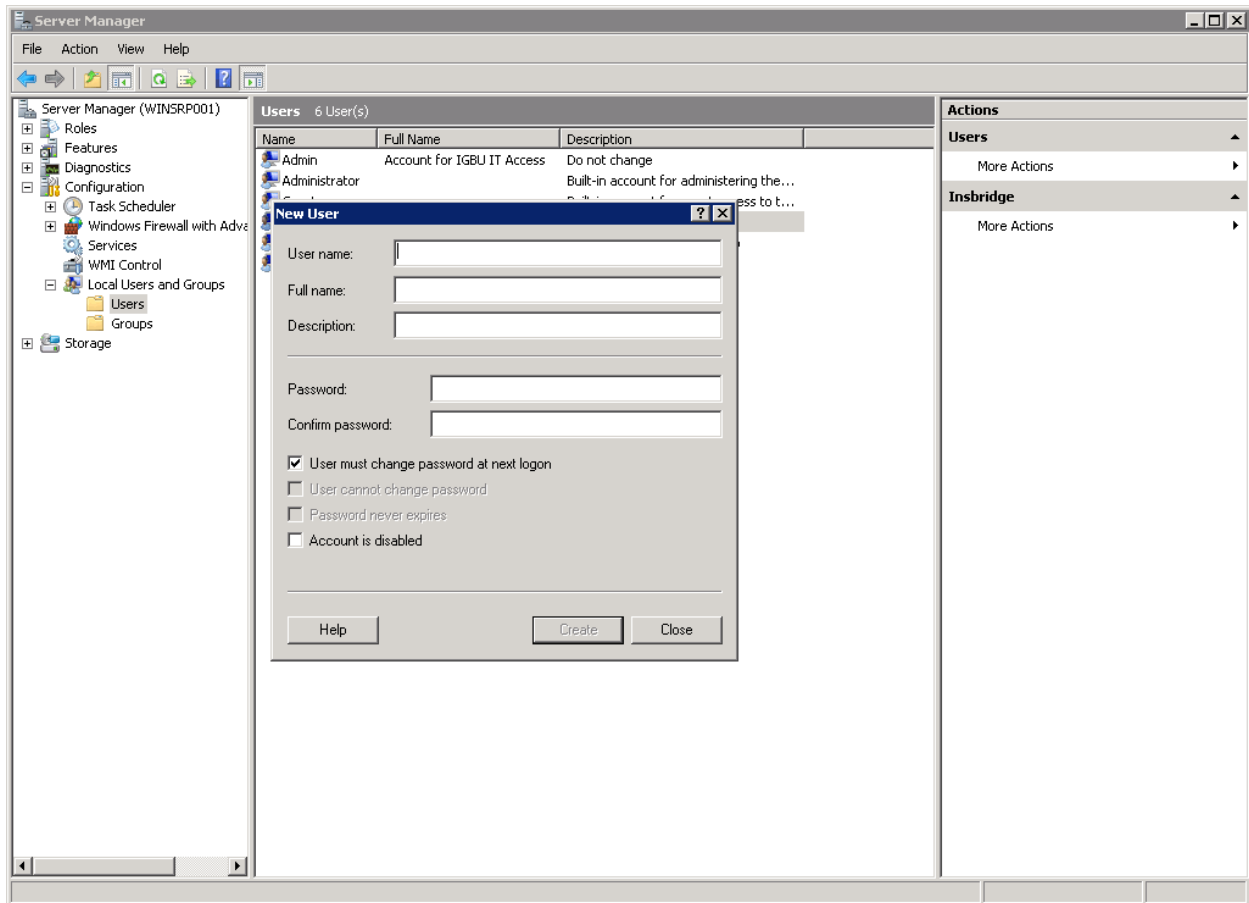 Server Manager
File Action View Help
Server Manager (WINSRP001)
Roles
Features
Diagnostics
Configuration
Task Scheduler
Windows Firewall with Adva
Services
WMI Control
Local Users and Groups
Users
Groups
Storage
Users 6 User(s)
Name Full Name Description
Admin Account for IGBU IT Access Do not change
Administrator Built-in account for administering the...
New User
User name:
Full name:
Description:
Password:
Confirm password:
User must change password at next logon
User cannot change password
Password never expires
Account is disabled
Help Create Close
Actions
Users
More Actions
Insbridge
More Actions